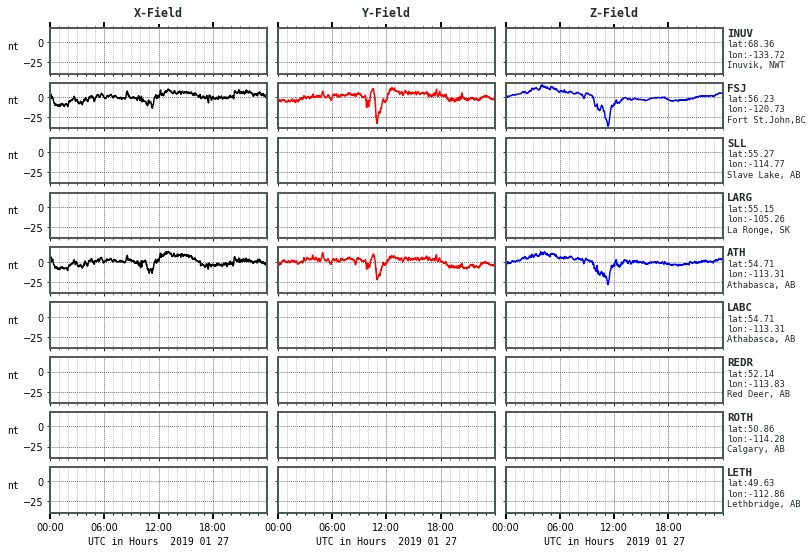 X-Field Y-Field Z-Field
INUV
lat:68.36
lon:-133.72
Inuvik, NWT
nt 0 −25
FSJ
lat:56.23
lon:-120.73
Fort St.John,BC
nt 0 −25
SLL
lat:55.27
lon:-114.77
Slave Lake, AB
nt 0 −25
LARG
lat:55.15
lon:-105.26
La Ronge, SK
nt 0 −25
ATH
lat:54.71
lon:-113.31
Athabasca, AB
nt 0 −25
LABC
lat:54.71
lon:-113.31
Athabasca, AB
nt 0 −25
REDR
lat:52.14
lon:-113.83
Red Deer, AB
nt 0 −25
ROTH
lat:50.86
lon:-114.28
Calgary, AB
nt 0 −25
LETH
lat:49.63
lon:-112.86
Lethbridge, AB
nt 0 −25
00:00 06:00 12:00 18:00 00:00 06:00 12:00 18:00 00:00 06:00 12:00 18:00
UTC in Hours 2019 01 27 UTC in Hours 2019 01 27 UTC in Hours 2019 01 27